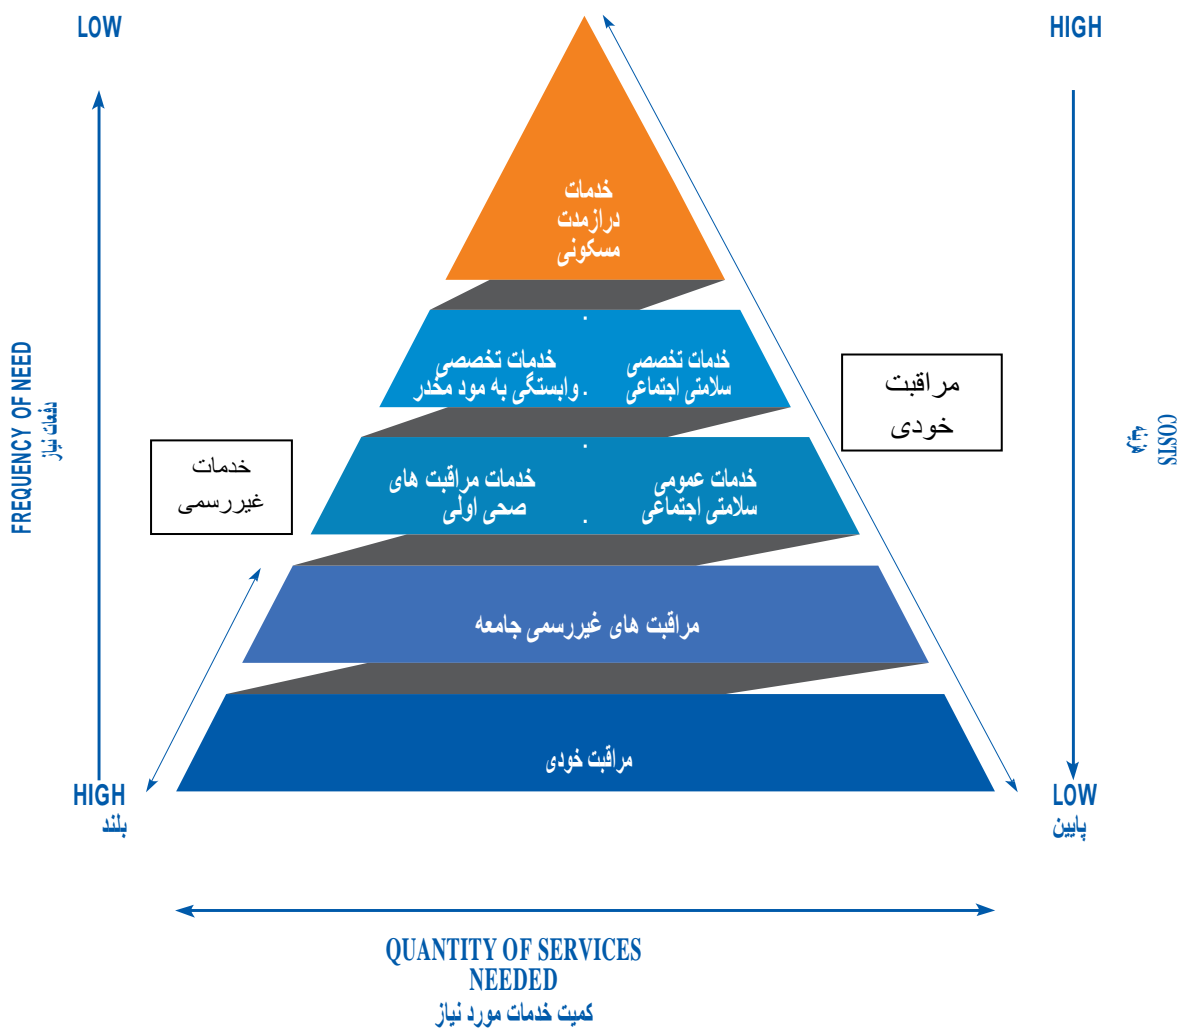 LOW
HIGH
خدمات
درازمدت
مسکونی
خدمات تخصصی
سلامتی اجتماعی
خدمات تخصصی
وابستگی به مود مخدر
مراقبت
خودی
FREQUENCY OF NEED
دفعات نیاز
COSTS
خدمات
غیررسمی
خدمات عمومی
سلامتی اجتماعی
خدمات مراقبت های
صحی اولی
مراقبت های غیررسمی جامعه
مراقبت خودی
HIGH
بلند
LOW
پایین
QUANTITY OF SERVICES
NEEDED
کمیت خدمات مورد نیاز